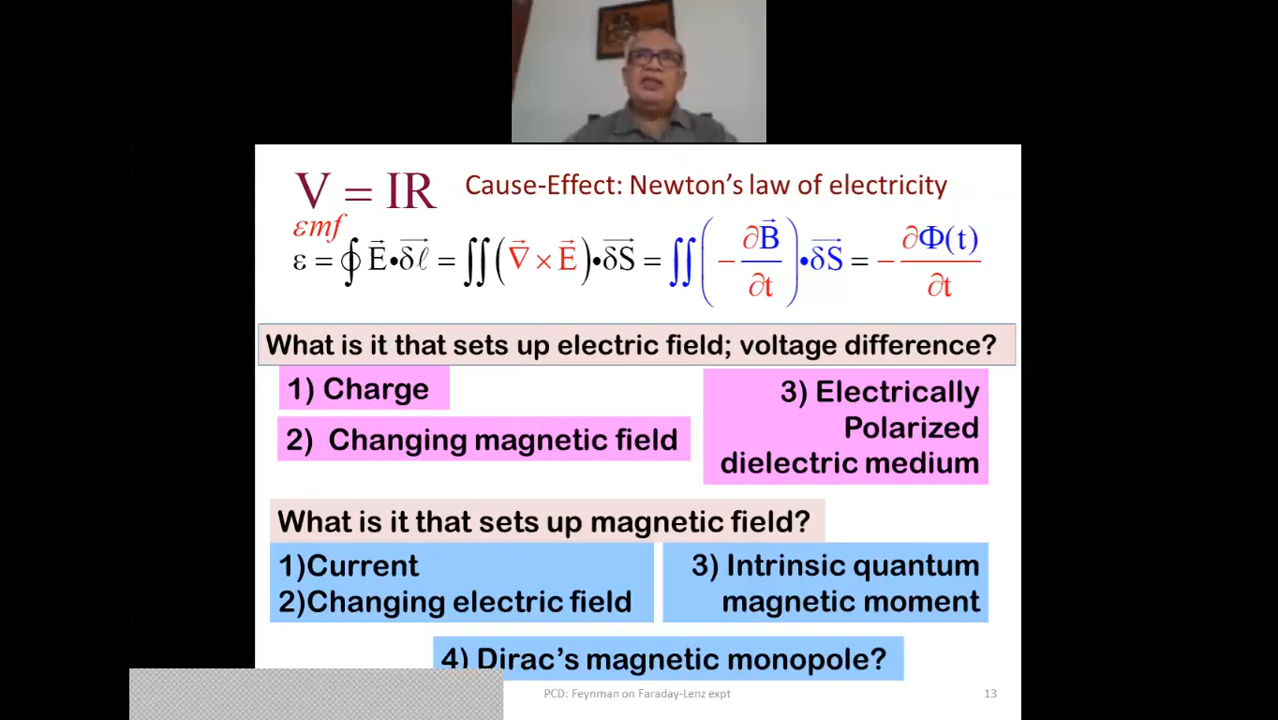 V = IR
Cause-Effect: Newton's law of electricity
εmf
ε = ∮ E⃗•δℓ⃗ = ∬(∇⃗ × E⃗)•δS⃗ = ∬(−∂B⃗/∂t)•δS⃗ = −∂Φ(t)/∂t
What is it that sets up electric field; voltage difference?
1) Charge
2) Changing magnetic field
3) Electrically
Polarized
dielectric medium
What is it that sets up magnetic field?
1)Current
2)Changing electric field
3) Intrinsic quantum
magnetic moment
4) Dirac's magnetic monopole?
PCD: Feynman on Faraday-Lenz expt
13